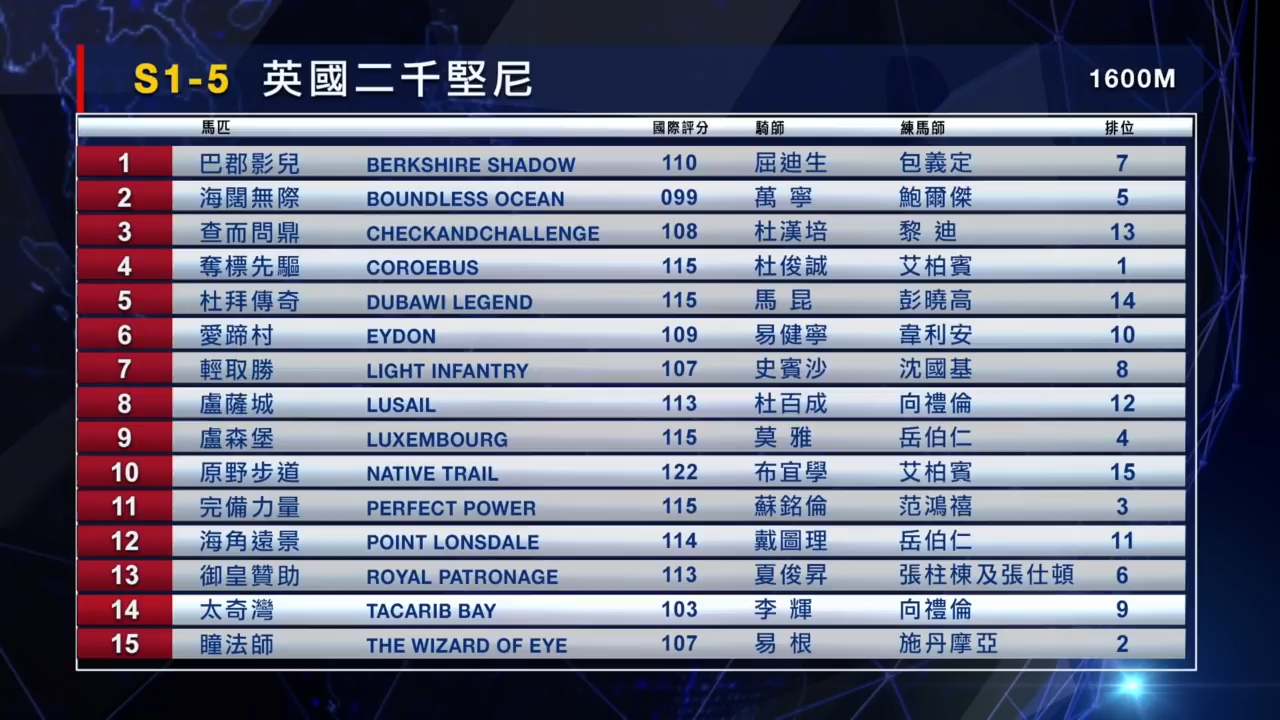 S1-5 英國二千堅尼 1600M
馬匹 國際評分 騎師 練馬師 排位
1 巴郡影兒 BERKSHIRE SHADOW 110 屈迪生 包義定 7
2 海闊無際 BOUNDLESS OCEAN 099 萬 寧 鮑爾傑 5
3 查而問鼎 CHECKANDCHALLENGE 108 杜漢培 黎 迪 13
4 奪標先驅 COROEBUS 115 杜俊誠 艾柏賓 1
5 杜拜傳奇 DUBAWI LEGEND 115 馬 昆 彭曉高 14
6 愛蹄村 EYDON 109 易健寧 韋利安 10
7 輕取勝 LIGHT INFANTRY 107 史賓沙 沈國基 8
8 盧薩城 LUSAIL 113 杜百成 向禮倫 12
9 盧森堡 LUXEMBOURG 115 莫 雅 岳伯仁 4
10 原野步道 NATIVE TRAIL 122 布宜學 艾柏賓 15
11 完備力量 PERFECT POWER 115 蘇銘倫 范鴻禧 3
12 海角遠景 POINT LONSDALE 114 戴圖理 岳伯仁 11
13 御皇贊助 ROYAL PATRONAGE 113 夏俊昇 張柱棟及張仕頓 6
14 太奇灣 TACARIB BAY 103 李 輝 向禮倫 9
15 瞳法師 THE WIZARD OF EYE 107 易 根 施丹摩亞 2